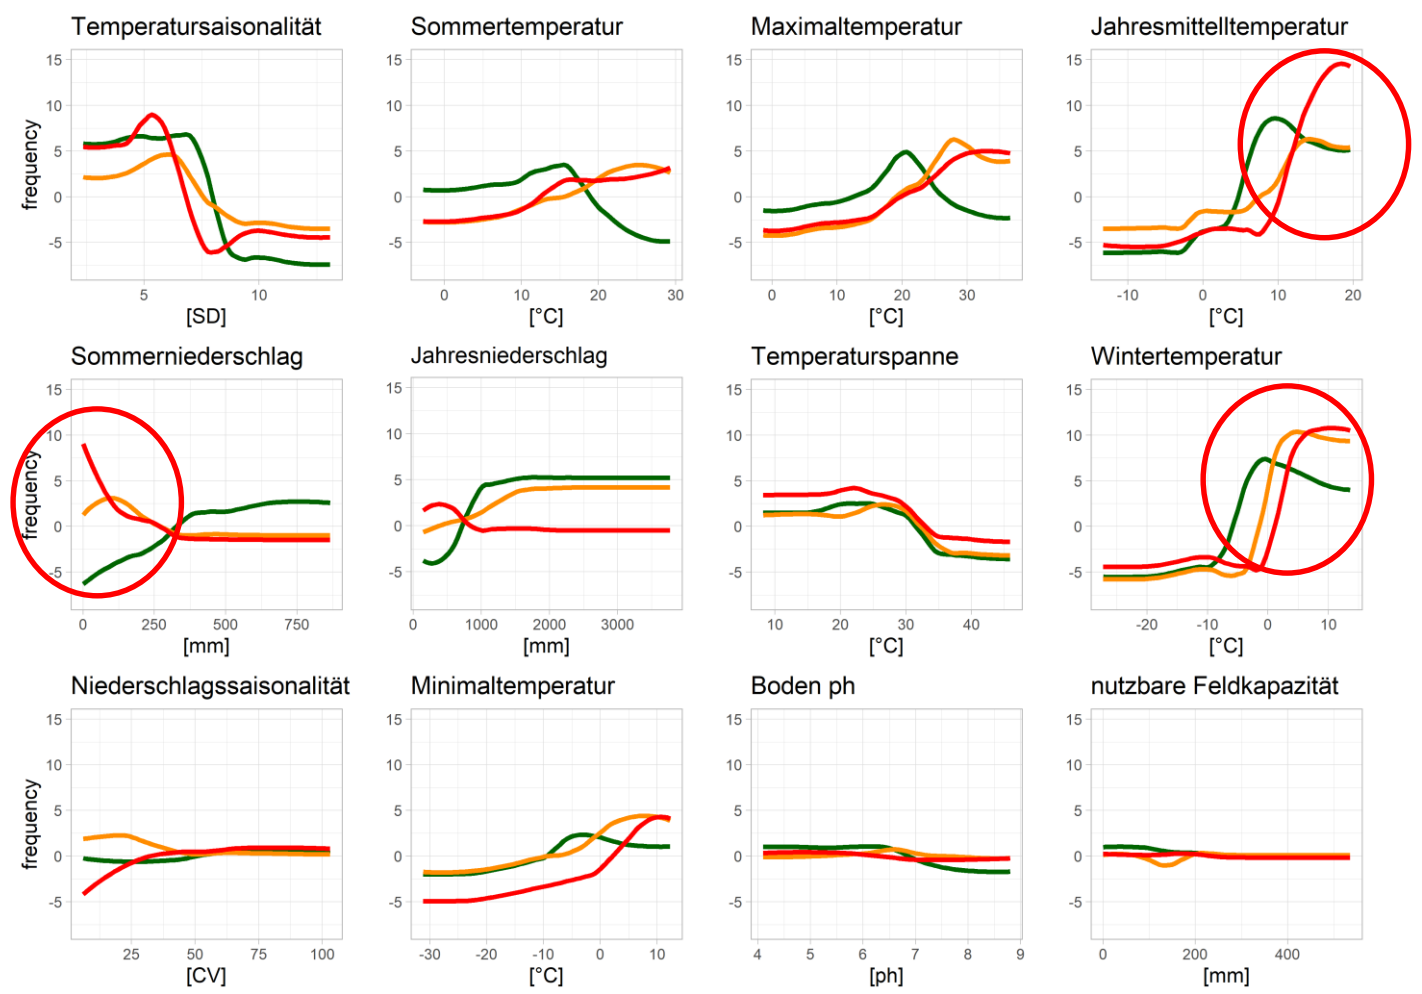 Temperatursaisonalität Sommertemperatur Maximaltemperatur Jahresmittelltemperatur
15 15 15 15
10 10 10 10
5 5 5 5
0 0 0 0
-5 -5 -5 -5
frequency
5 10 0 10 20 30 0 10 20 30 -10 0 10 20
[SD] [°C] [°C] [°C]
Sommerniederschlag Jahresniederschlag Temperaturspanne Wintertemperatur
15 15 15 15
10 10 10 10
5 5 5 5
0 0 0 0
-5 -5 -5 -5
frequency
0 250 500 750 0 1000 2000 3000 10 20 30 40 -20 -10 0 10
[mm] [mm] [°C] [°C]
Niederschlagssaisonalität Minimaltemperatur Boden ph nutzbare Feldkapazität
15 15 15 15
10 10 10 10
5 5 5 5
0 0 0 0
-5 -5 -5 -5
frequency
25 50 75 100 -30 -20 -10 0 10 4 5 6 7 8 9 0 200 400
[CV] [°C] [ph] [mm]